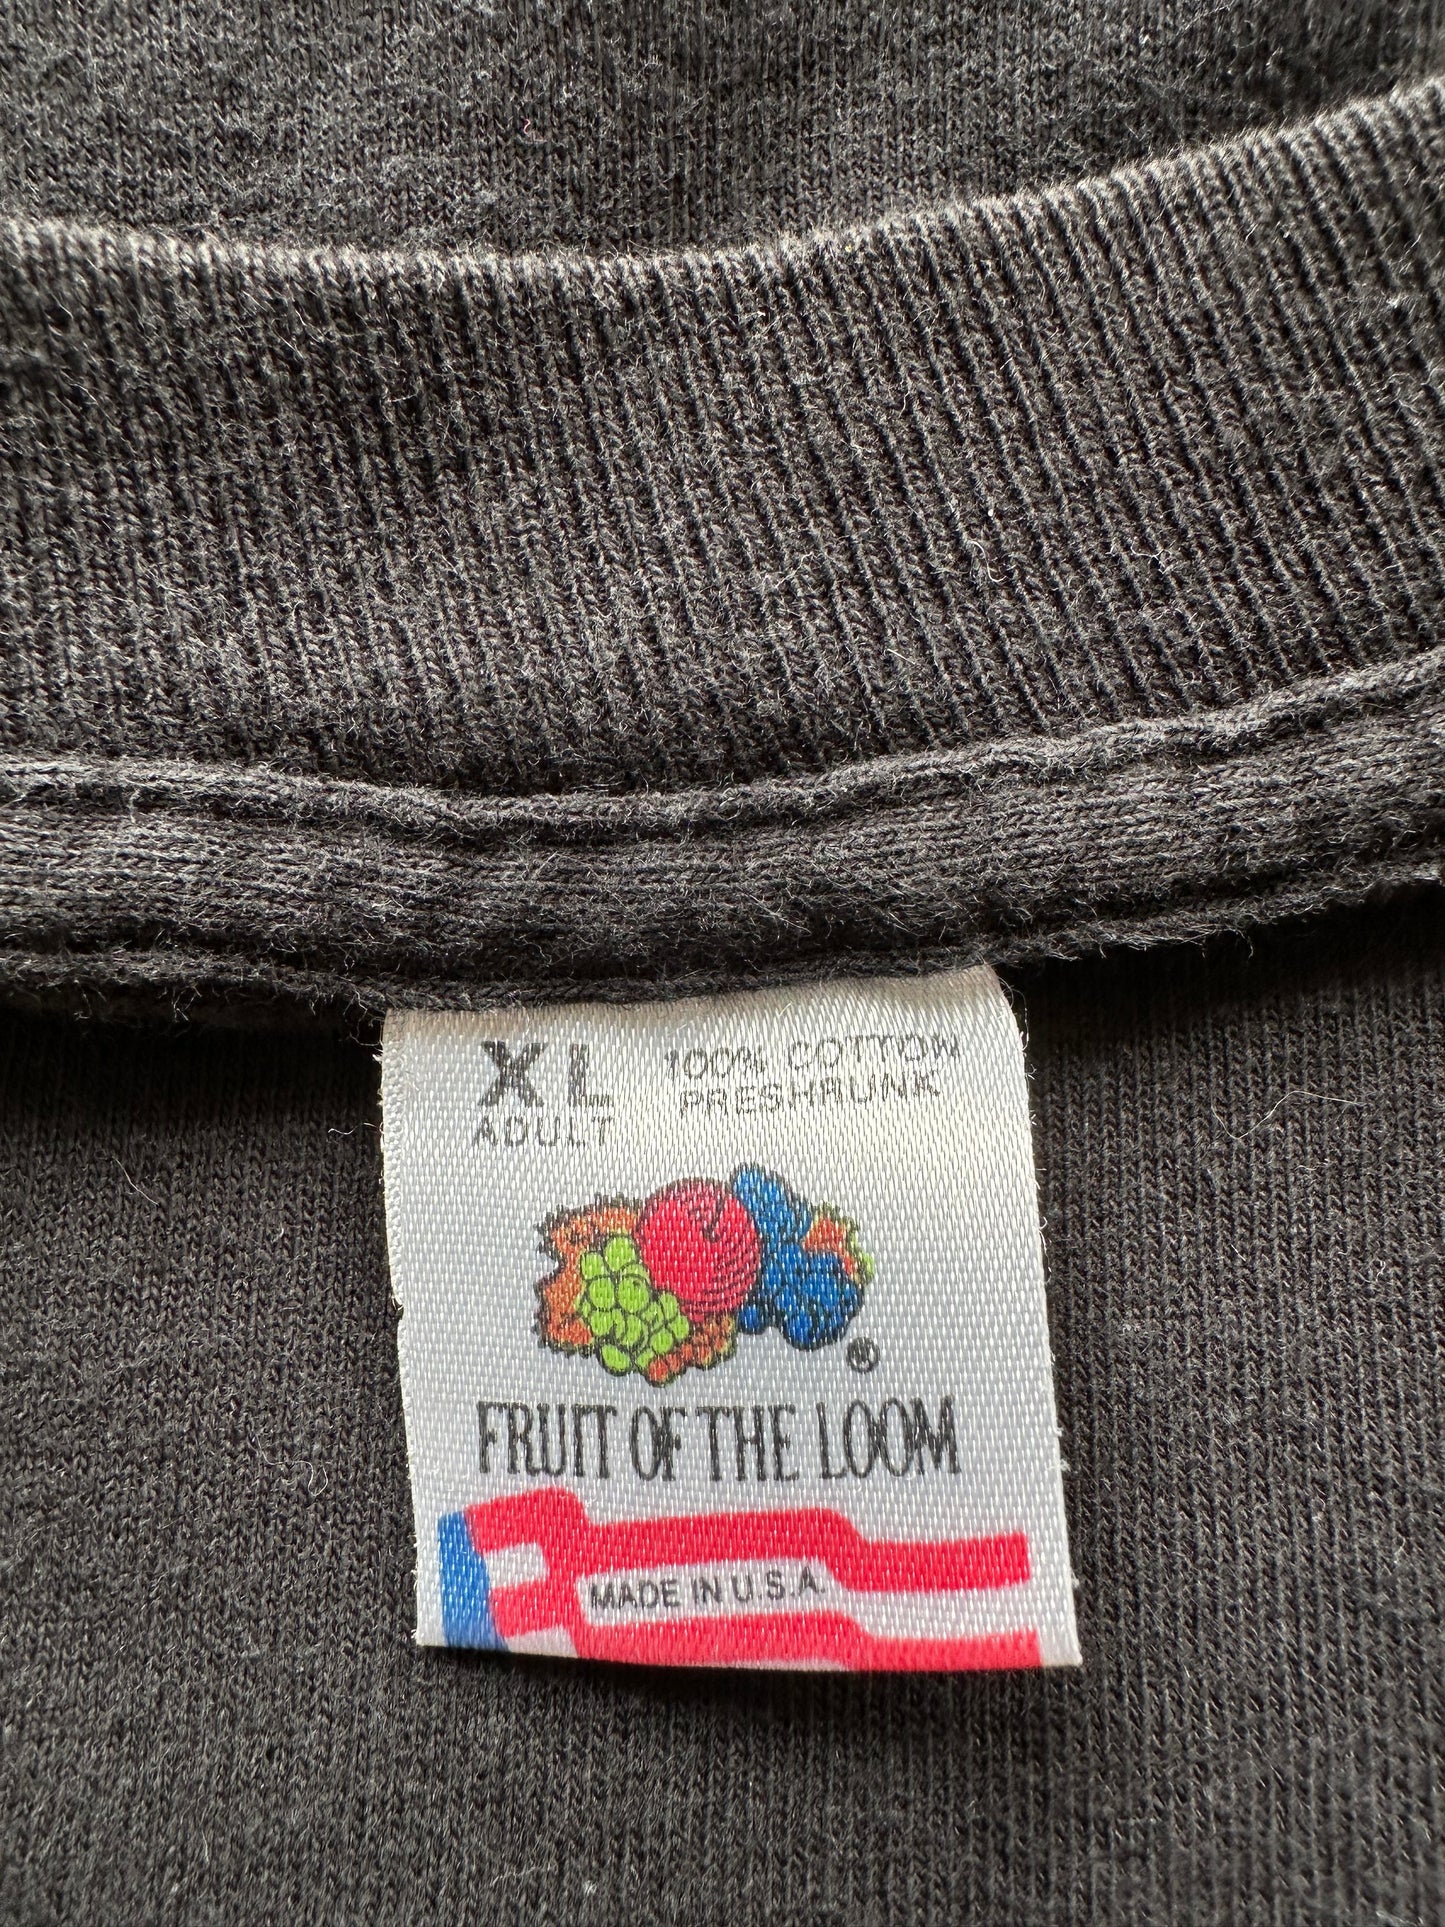 XL 100% COTTON
ADULT PRESHRUNK
®
FRUIT OF THE LOOM
MADE IN U.S.A.